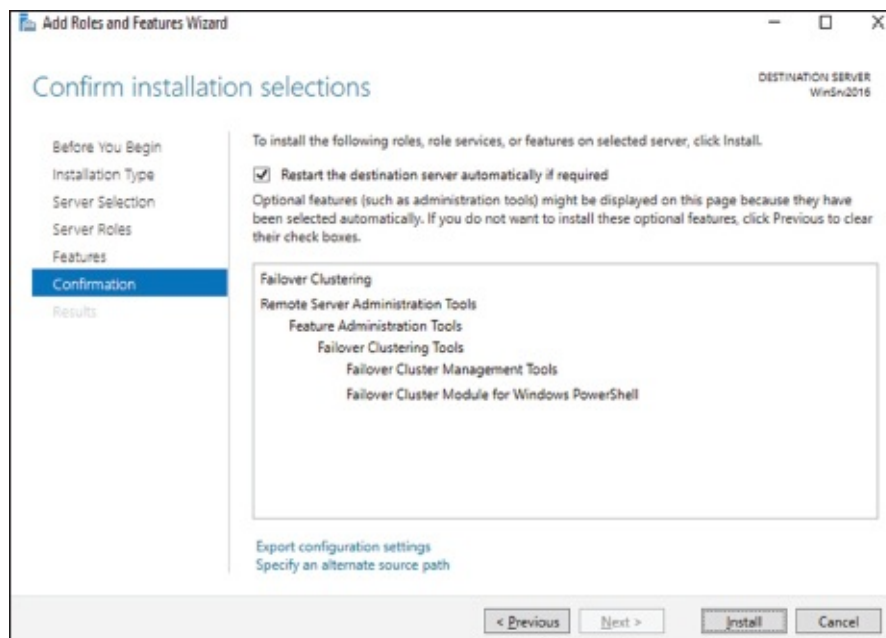 Add Roles and Features Wizard
Confirm installation selections
DESTINATION SERVER
WinSrv2016
Before You Begin
Installation Type
Server Selection
Server Roles
Features
Confirmation
Results
To install the following roles, role services, or features on selected server, click Install.
Restart the destination server automatically if required
Optional features (such as administration tools) might be displayed on this page because they have
been selected automatically. If you do not want to install these optional features, click Previous to clear
their check boxes.
Failover Clustering
Remote Server Administration Tools
Feature Administration Tools
Failover Clustering Tools
Failover Cluster Management Tools
Failover Cluster Module for Windows PowerShell
Export configuration settings
Specify an alternate source path
< Previous
Next >
Install
Cancel